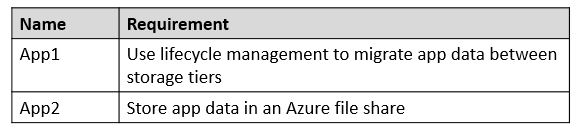 Name Requirement
App1 Use lifecycle management to migrate app data between
storage tiers
App2 Store app data in an Azure file share